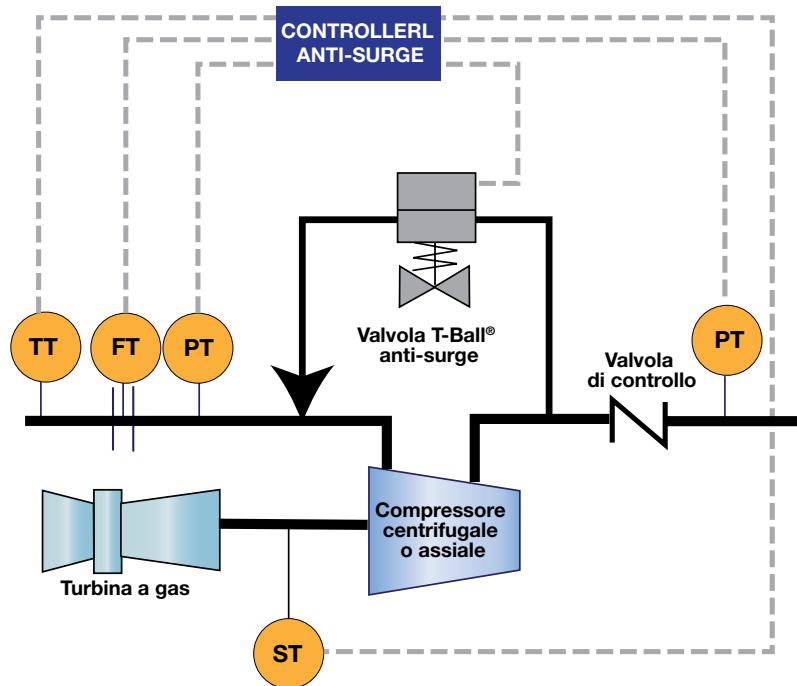 CONTROLLERL
ANTI-SURGE
TT
FT
PT
Valvola T-Ball®
anti-surge
Valvola
di controllo
PT
Compressore
centrifugale
o assiale
Turbina a gas
ST